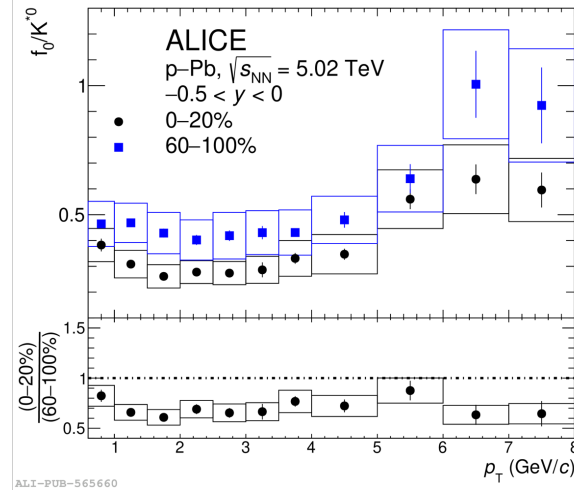 f₀/K*⁰
ALICE
p–Pb, √sNN = 5.02 TeV
−0.5 < y < 0
0–20%
60–100%
1
0.5
(0–20%)
(60–100%)
1.5
1
0.5
1 2 3 4 5 6 7 8
pT (GeV/c)
ALI-PUB-565660